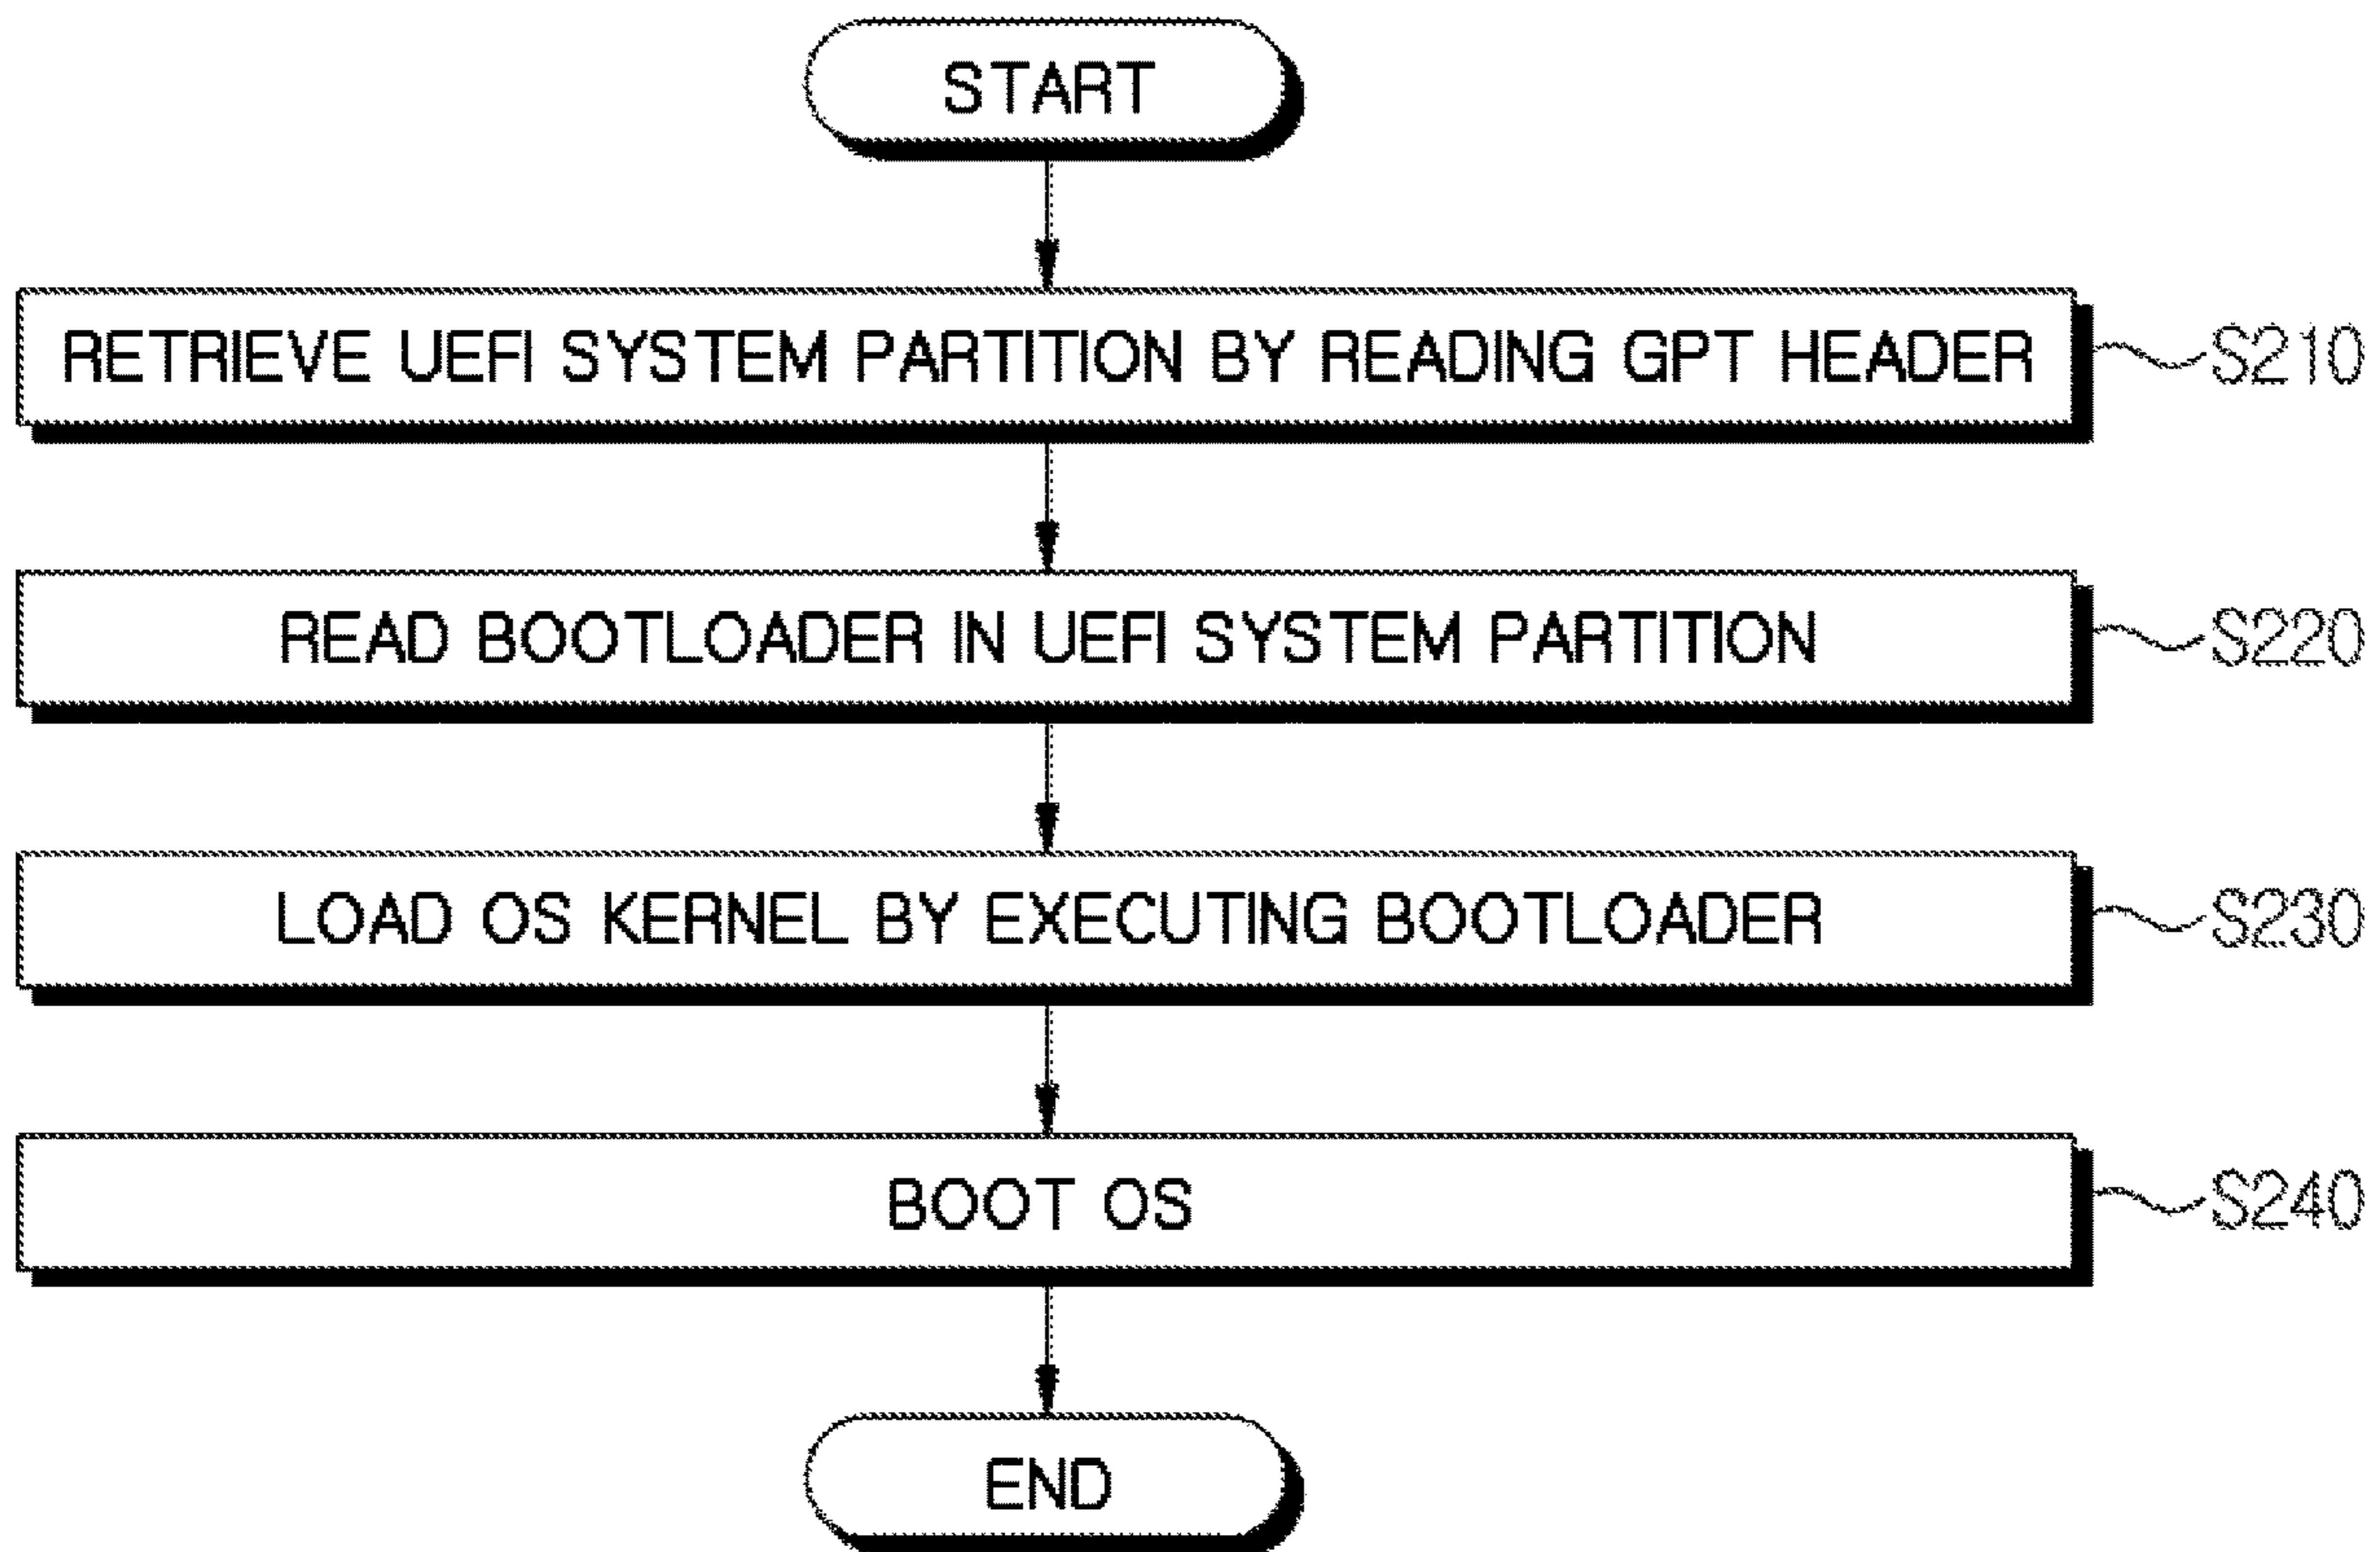 START
RETRIEVE UEFI SYSTEM PARTITION BY READING GPT HEADER
S210
READ BOOTLOADER IN UEFI SYSTEM PARTITION
S220
LOAD OS KERNEL BY EXECUTING BOOTLOADER
S230
BOOT OS
S240
END